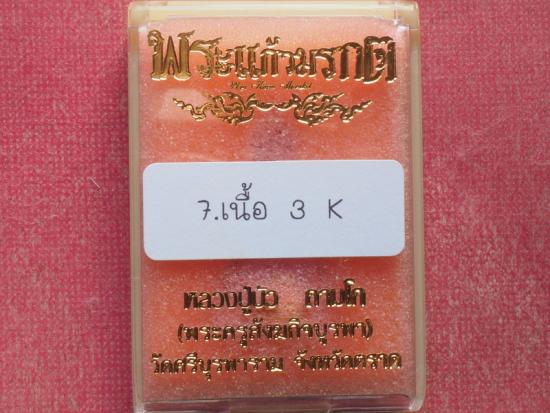 พระแก้วมรกต
Pra Kaew Morakot
7.เนื้อ 3 K
หลวงปู่บัว ถามโก
(พระครูสังฆกิจบูรพา)
วัดศรีบุรพาราม จังหวัดตราด